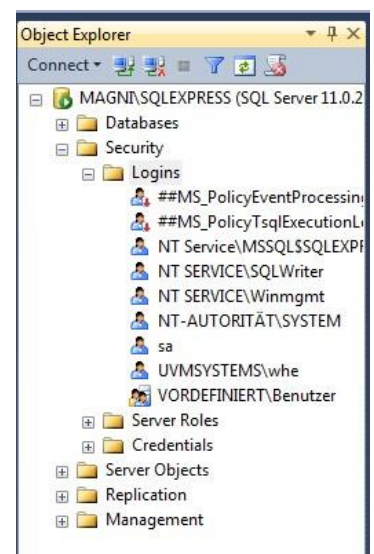 Object Explorer
Connect
MAGNI\SQLEXPRESS (SQL Server 11.0.2
Databases
Security
Logins
##MS_PolicyEventProcessing
##MS_PolicyTsqlExecutionLo
NT Service\MSSQL$SQLEXPR
NT SERVICE\SQLWriter
NT SERVICE\Winmgmt
NT-AUTORITÄT\SYSTEM
sa
UVMSYSTEMS\whe
VORDEFINIERT\Benutzer
Server Roles
Credentials
Server Objects
Replication
Management